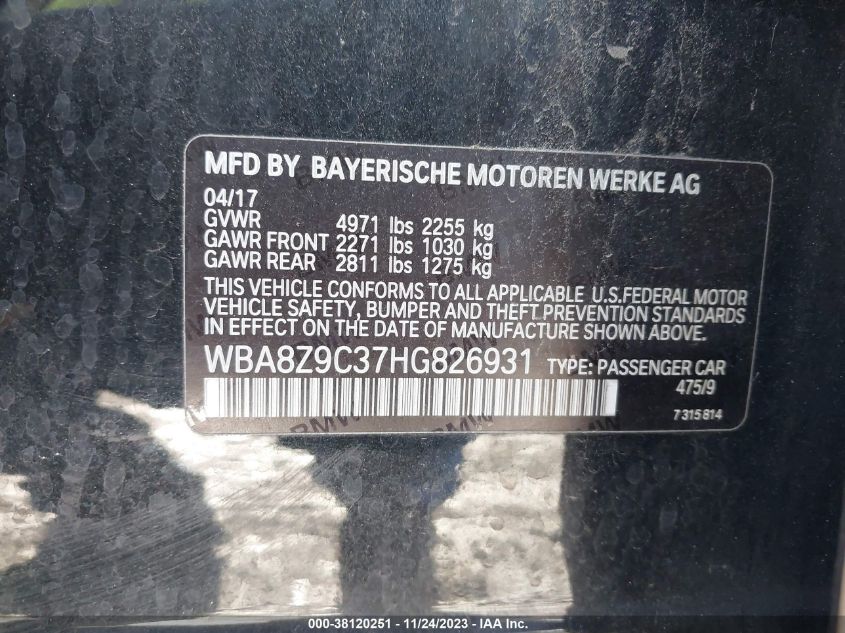 MFD BY BAYERISCHE MOTOREN WERKE AG
04/17
GVWR 4971 lbs 2255 kg
GAWR FRONT 2271 lbs 1030 kg
GAWR REAR 2811 lbs 1275 kg
THIS VEHICLE CONFORMS TO ALL APPLICABLE U.S.FEDERAL MOTOR
VEHICLE SAFETY, BUMPER AND THEFT PREVENTION STANDARDS
IN EFFECT ON THE DATE OF MANUFACTURE SHOWN ABOVE.
WBA8Z9C37HG826931 TYPE: PASSENGER CAR
475/9
7 315 814
BMW BMW
000-38120251 - 11/24/2023 - IAA Inc.